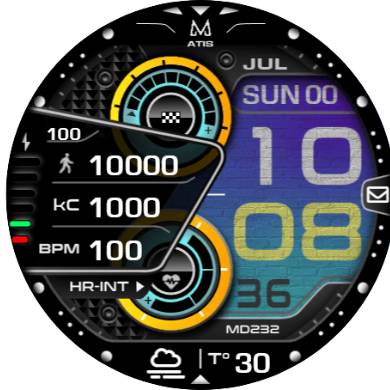 ATIS
JUL
SUN 00
100
10
10000
kC 1000
08
BPM 100
HR-INT
36
MD232
T° 30